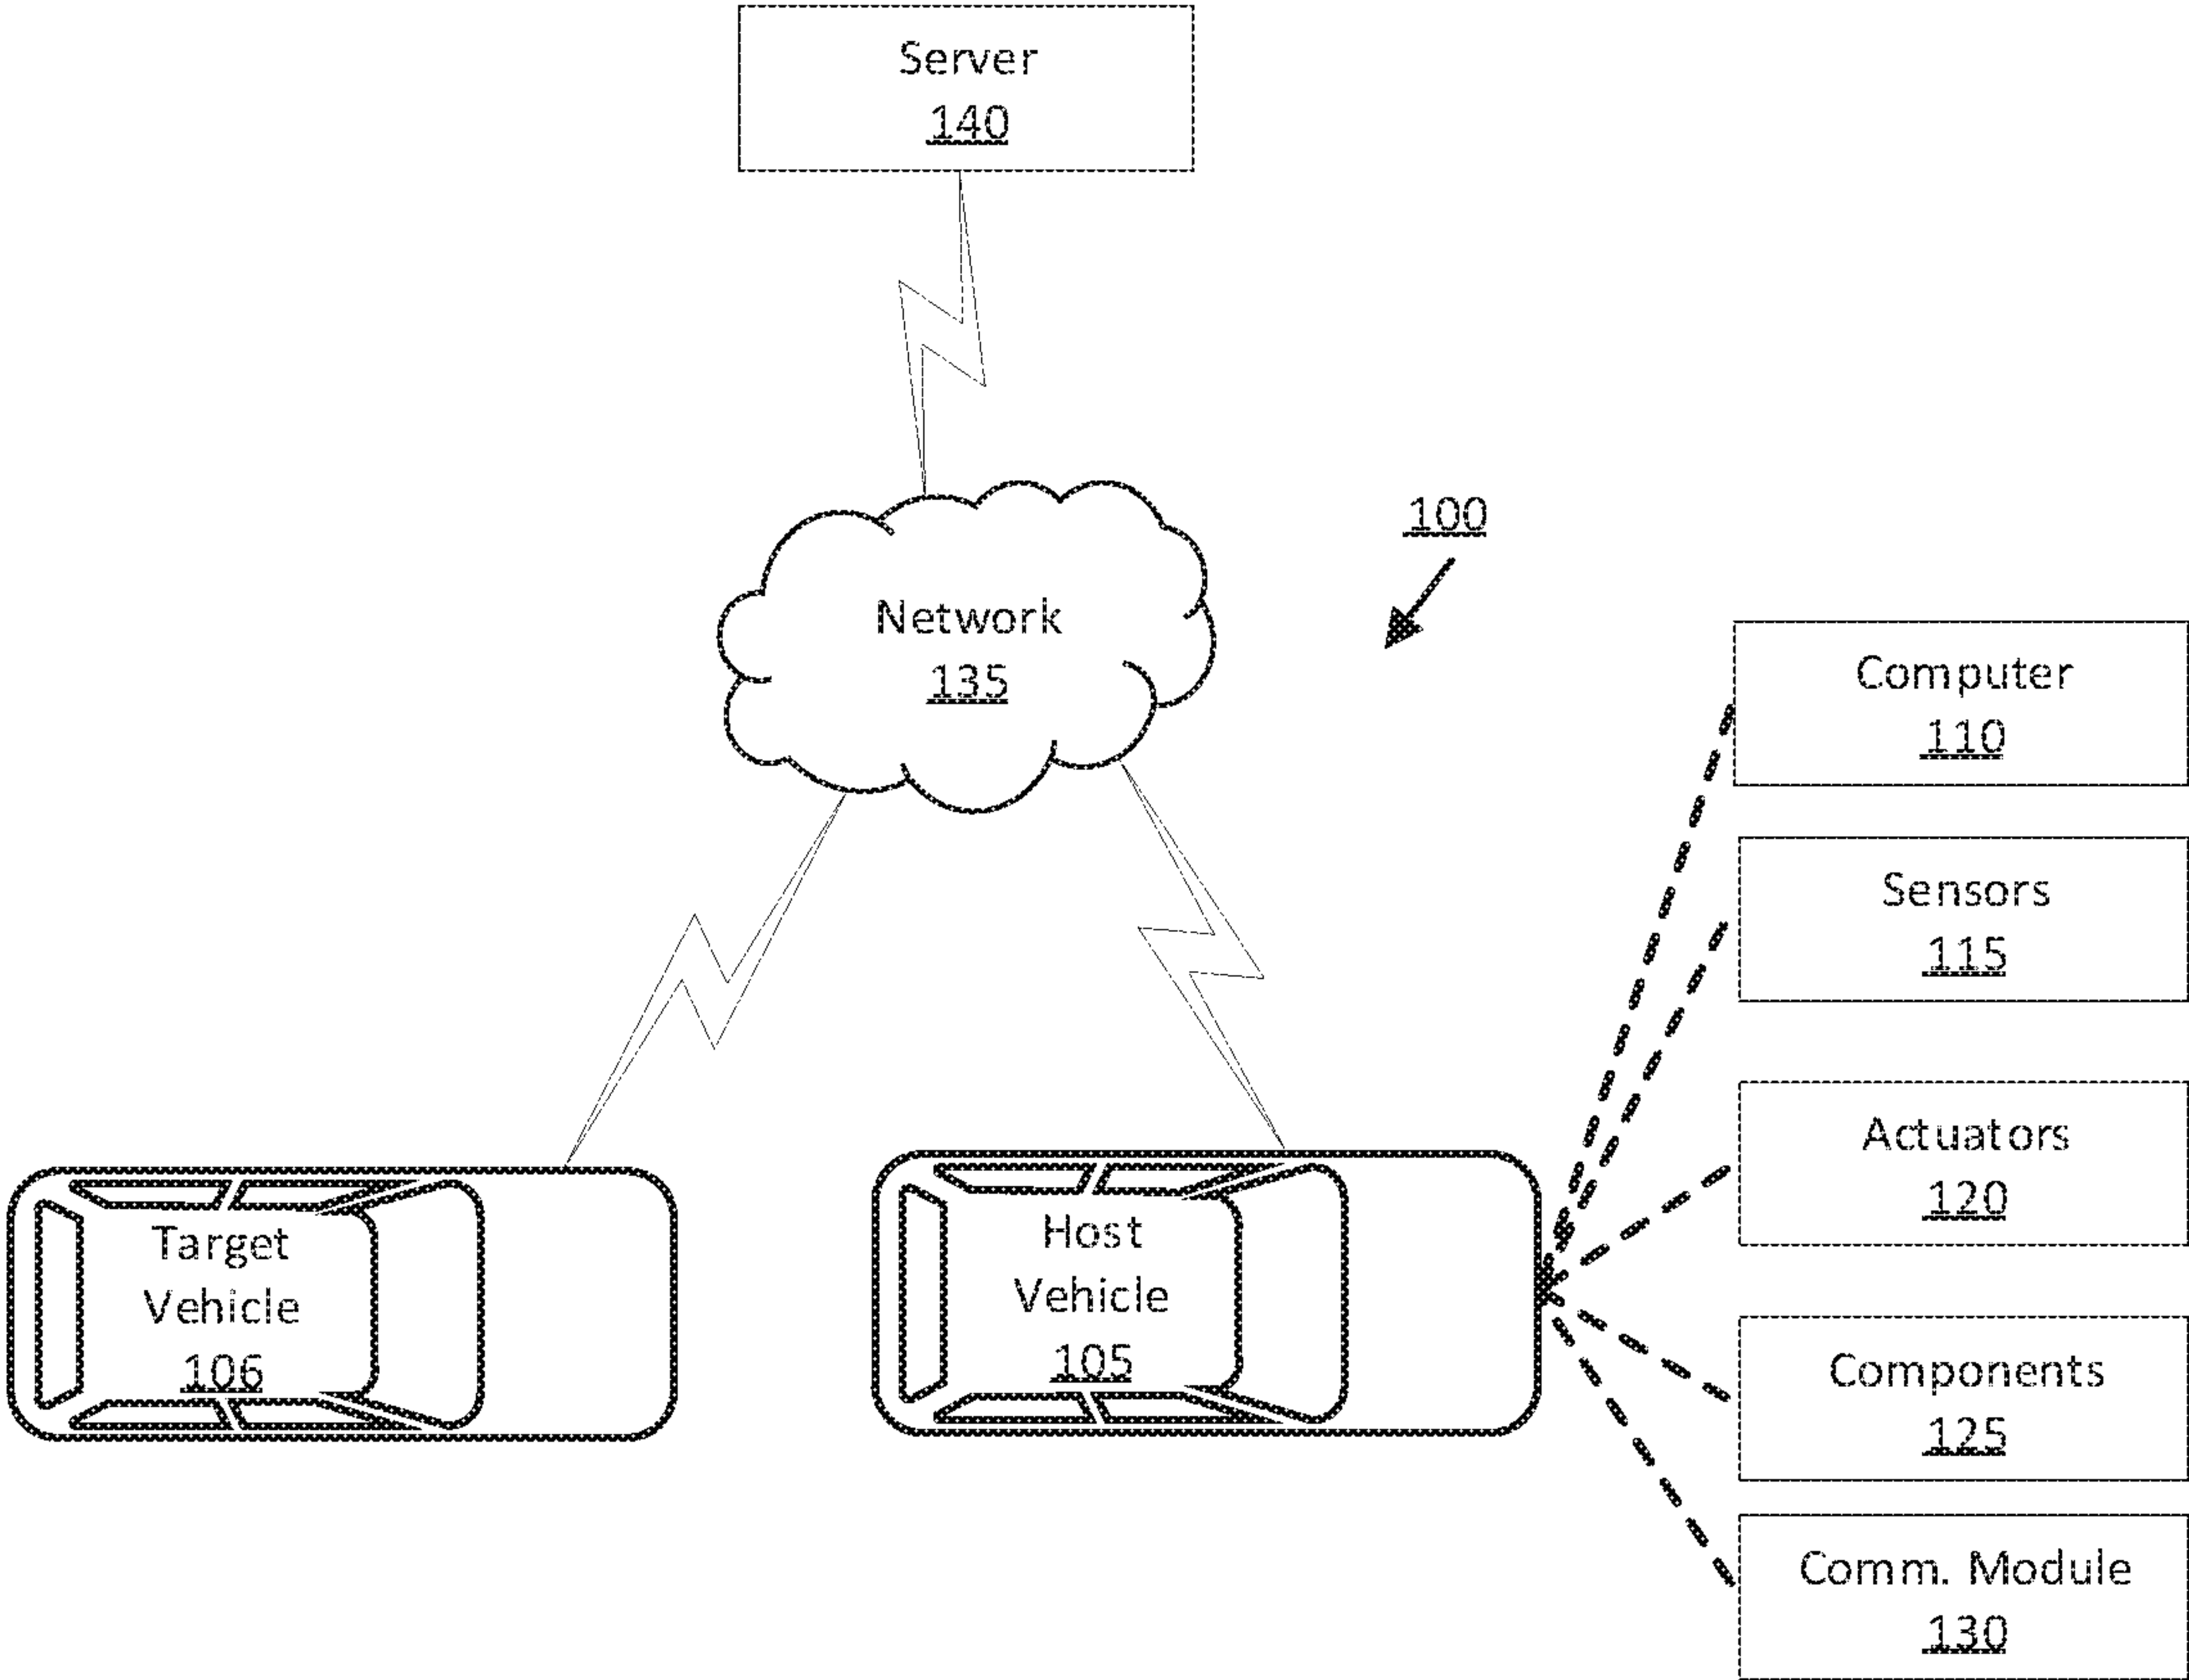 Server
140
Network
135
100
Computer
110
Sensors
115
Actuators
120
Components
125
Comm. Module
130
Target
Vehicle
106
Host
Vehicle
105